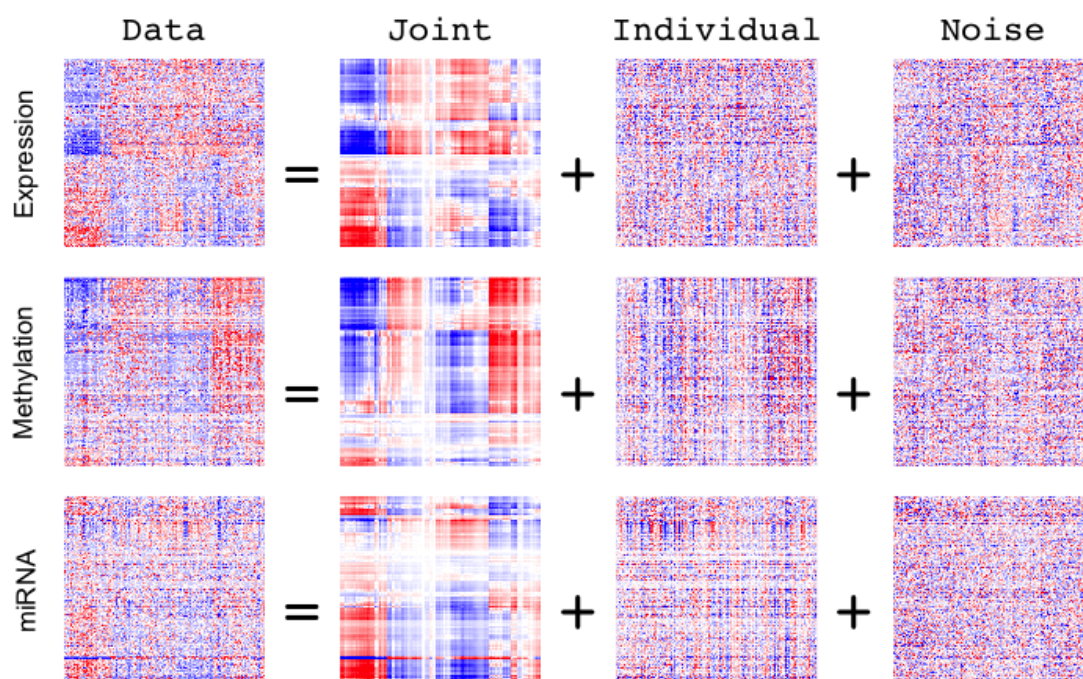 Data Joint Individual Noise
Expression = + +
Methylation = + +
miRNA = + +